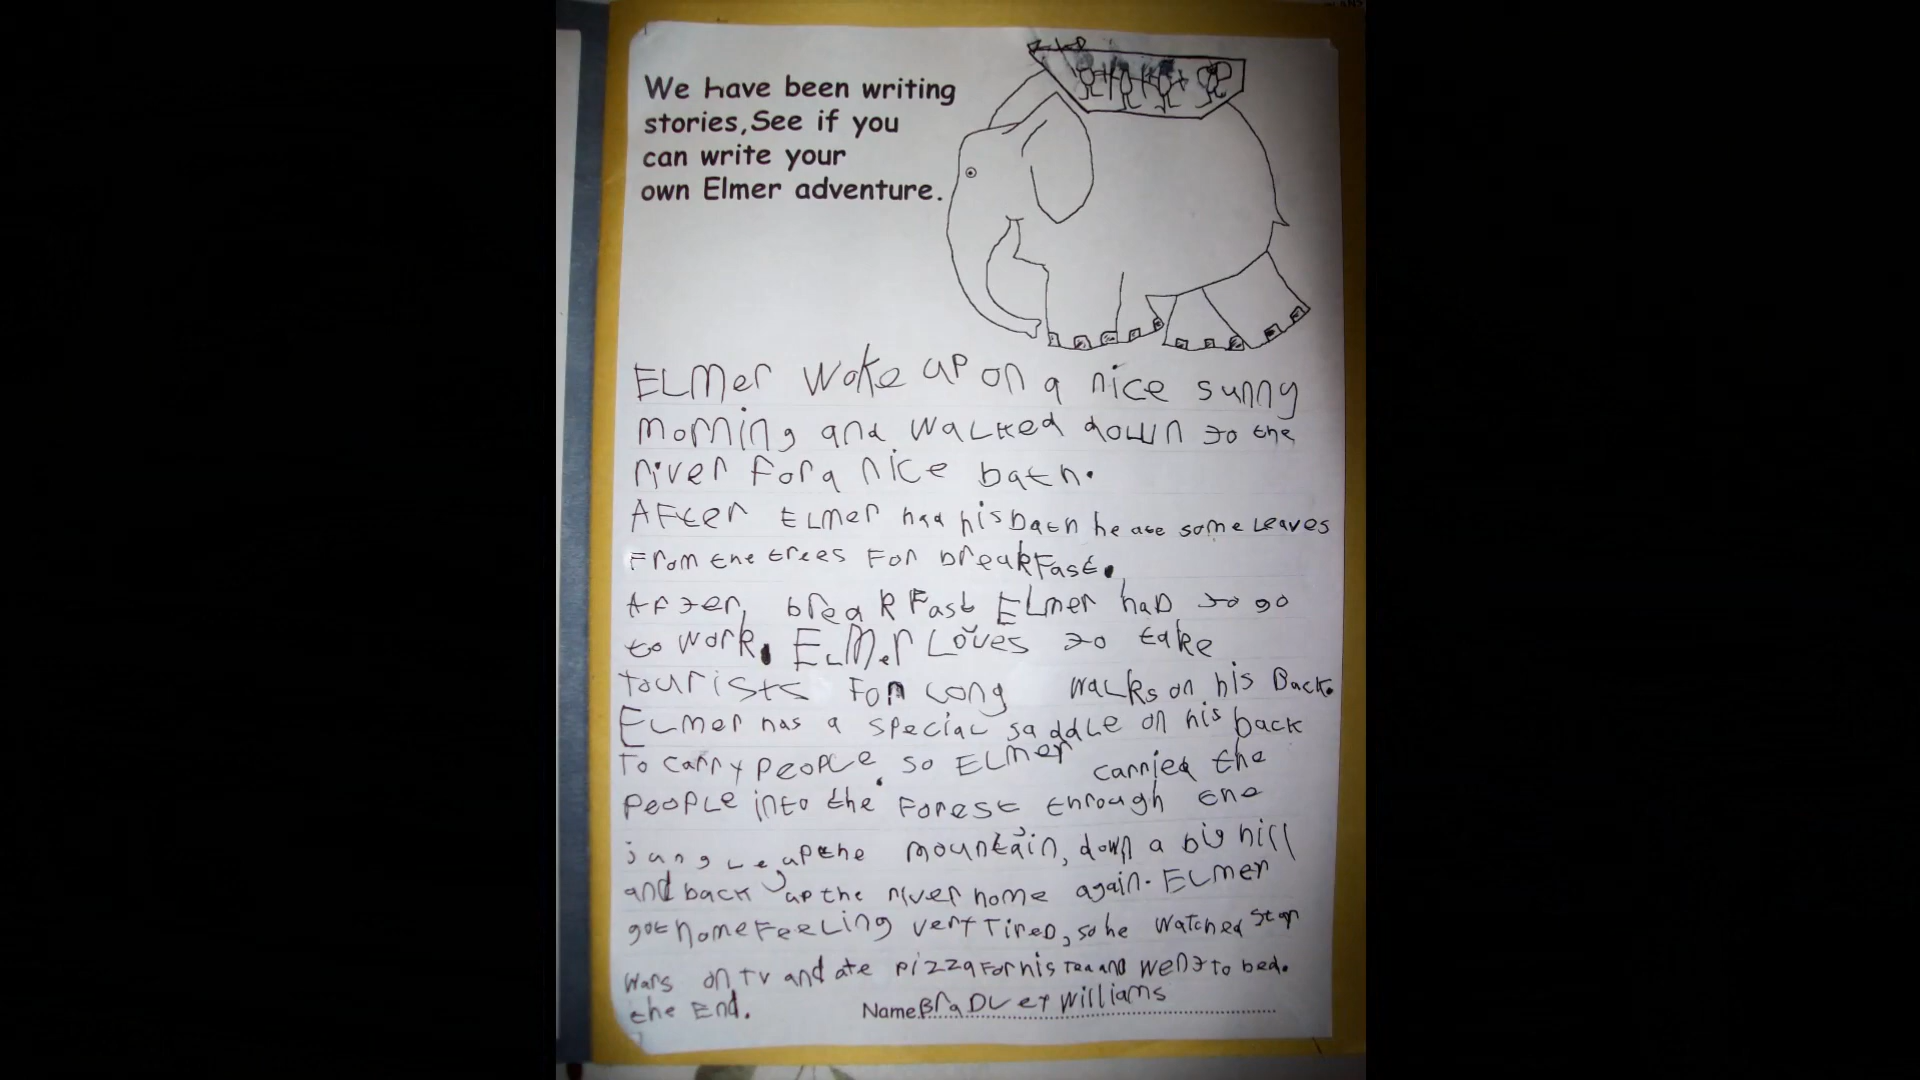 We have been writing
stories,See if you
can write your
own Elmer adventure.
ELMer Woke up on a nice sunny
morning and walked down to the
river for a nice bath.
After ELmer had his bath he ate some Leaves
From the trees For breakFast.
After, breakFast ELmer haD to go
to work. ELMer Loves to take
tourists For Long walks on his Back.
ELmer has a special saddLe on his back
To carry peopLe. so ELmer carried the
peopLe into the Forest through the
jungLe, up the mountain, down a big hill
and back up the river home again. ELmer
got home FeeLing very TireD, so he watched Star
Wars on TV and ate pizza For his Tea anD went to bed.
the End.
Name BraDLey Williams